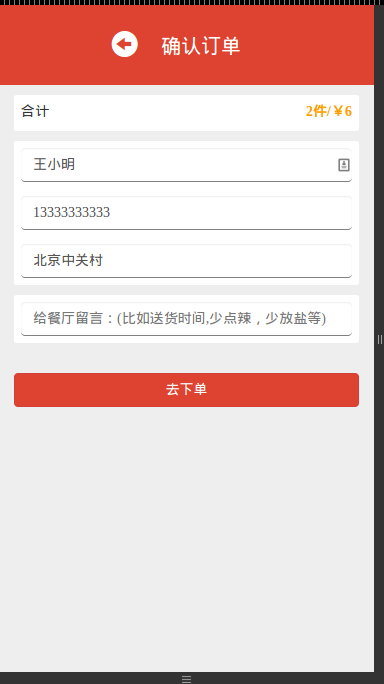 确认订单
合计 2件/￥6
王小明
13333333333
北京中关村
给餐厅留言：(比如送货时间,少点辣，少放盐等)
去下单